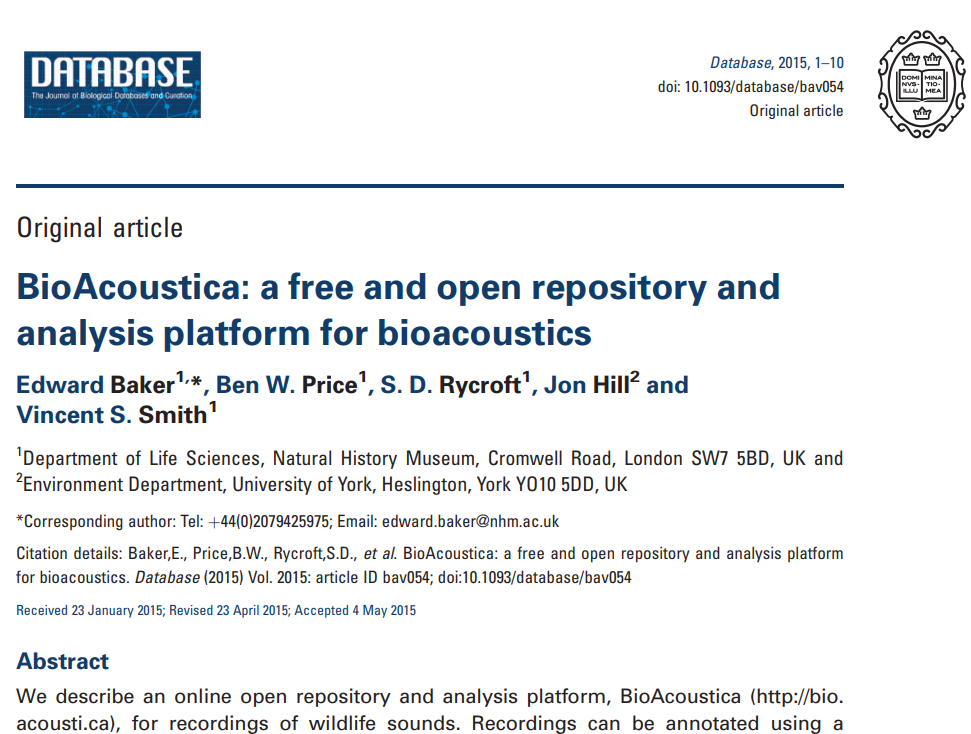 DATABASE
The Journal of Biological Databases and Curation
Database, 2015, 1–10
doi: 10.1093/database/bav054
Original article
DOMI MINA
NVS- TIO-
ILLU MEA
Original article
BioAcoustica: a free and open repository and
analysis platform for bioacoustics
Edward Baker1,*, Ben W. Price1, S. D. Rycroft1, Jon Hill2 and
Vincent S. Smith1
1Department of Life Sciences, Natural History Museum, Cromwell Road, London SW7 5BD, UK and
2Environment Department, University of York, Heslington, York YO10 5DD, UK
*Corresponding author: Tel: +44(0)2079425975; Email: edward.baker@nhm.ac.uk
Citation details: Baker,E., Price,B.W., Rycroft,S.D., et al. BioAcoustica: a free and open repository and analysis platform
for bioacoustics. Database (2015) Vol. 2015: article ID bav054; doi:10.1093/database/bav054
Received 23 January 2015; Revised 23 April 2015; Accepted 4 May 2015
Abstract
We describe an online open repository and analysis platform, BioAcoustica (http://bio.
acousti.ca), for recordings of wildlife sounds. Recordings can be annotated using a